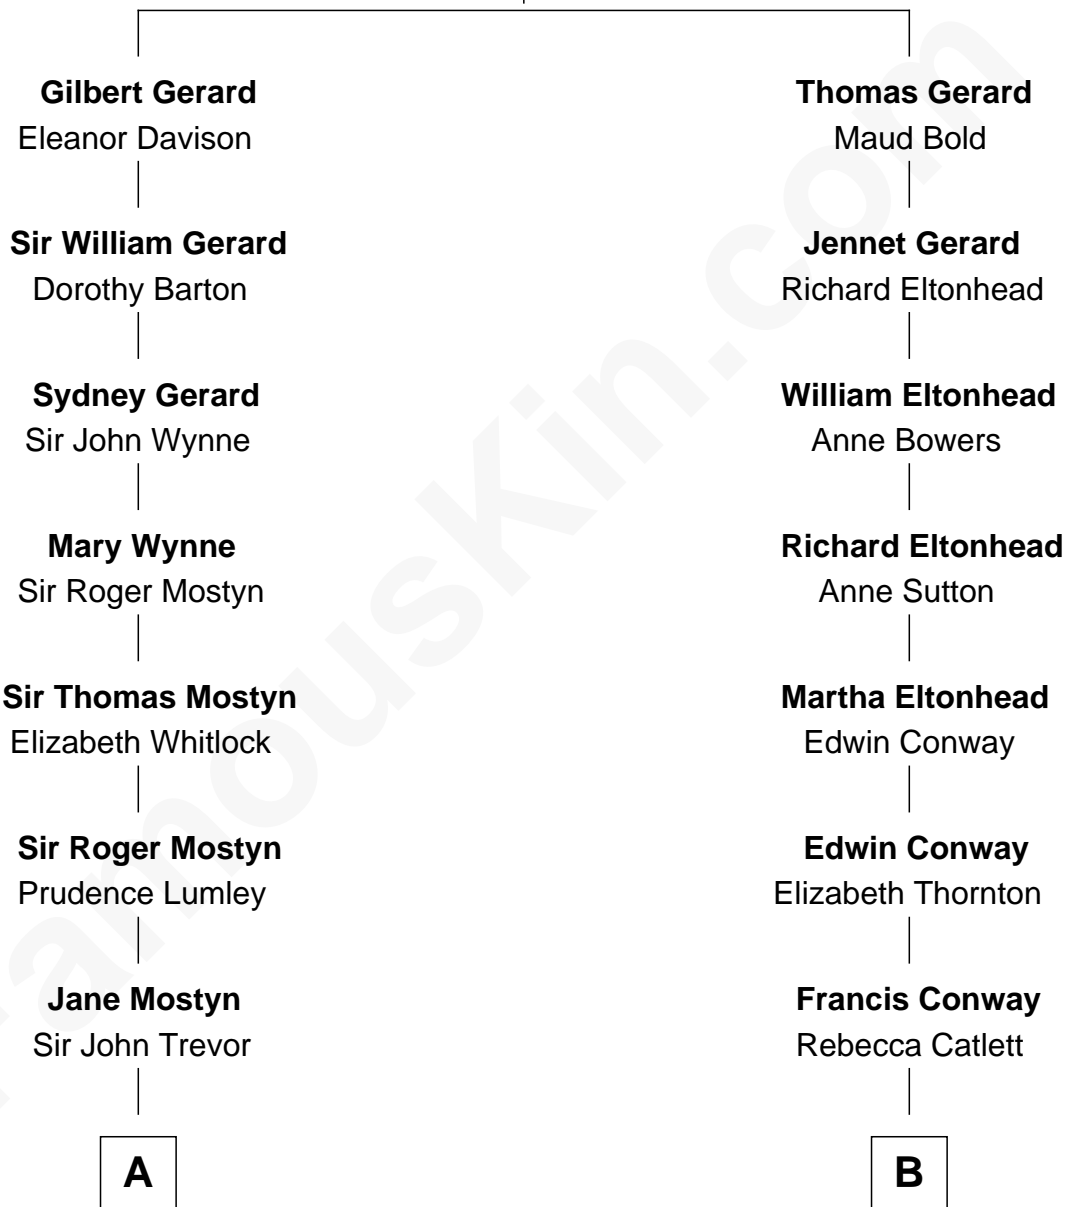 Gilbert Gerard
Eleanor Davison
Sir William Gerard
Dorothy Barton
Sydney Gerard
Sir John Wynne
Mary Wynne
Sir Roger Mostyn
Sir Thomas Mostyn
Elizabeth Whitlock
Sir Roger Mostyn
Prudence Lumley
Jane Mostyn
Sir John Trevor
A
Thomas Gerard
Maud Bold
Jennet Gerard
Richard Eltonhead
William Eltonhead
Anne Bowers
Richard Eltonhead
Anne Sutton
Martha Eltonhead
Edwin Conway
Edwin Conway
Elizabeth Thornton
Francis Conway
Rebecca Catlett
B
FamousKin.com